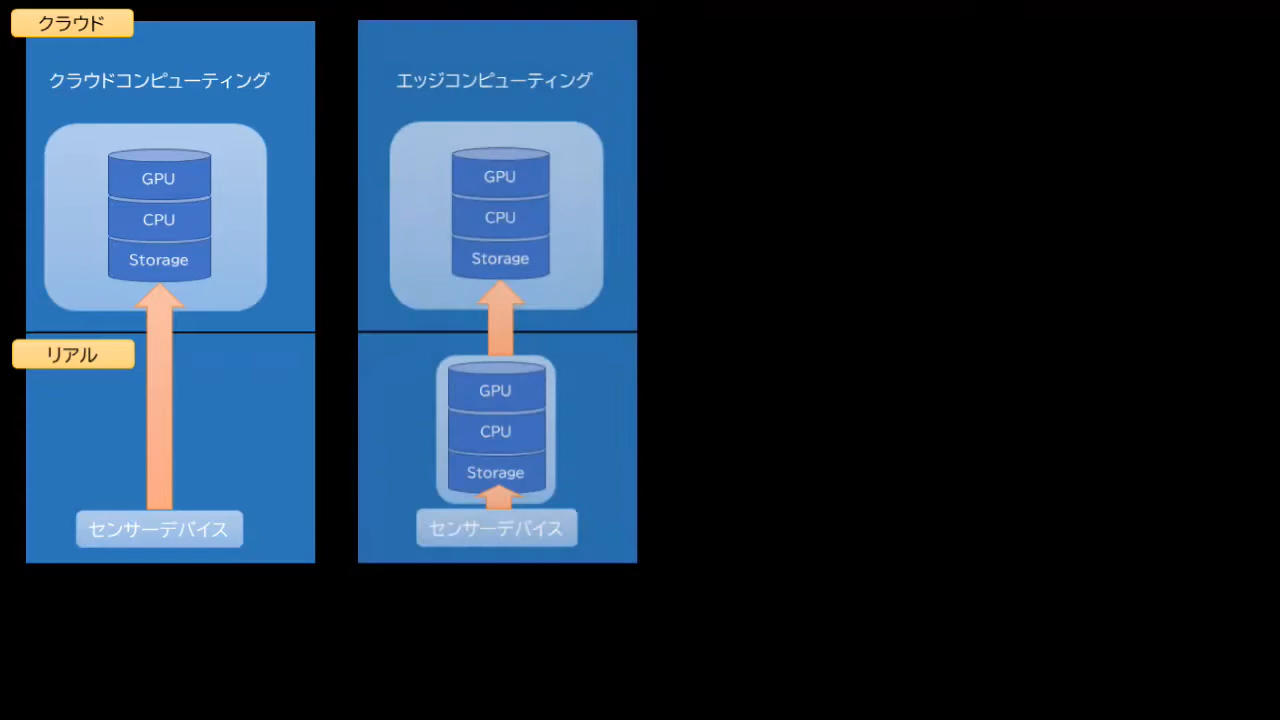 クラウド
クラウドコンピューティング
GPU
CPU
Storage
リアル
センサーデバイス
エッジコンピューティング
GPU
CPU
Storage
GPU
CPU
Storage
センサーデバイス